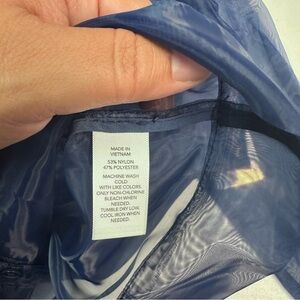 MADE IN
VIETNAM
53% NYLON
47% POLYESTER
MACHINE WASH
COLD
WITH LIKE COLORS.
ONLY NON-CHLORINE
BLEACH WHEN
NEEDED.
TUMBLE DRY LOW.
COOL IRON WHEN
NEEDED.